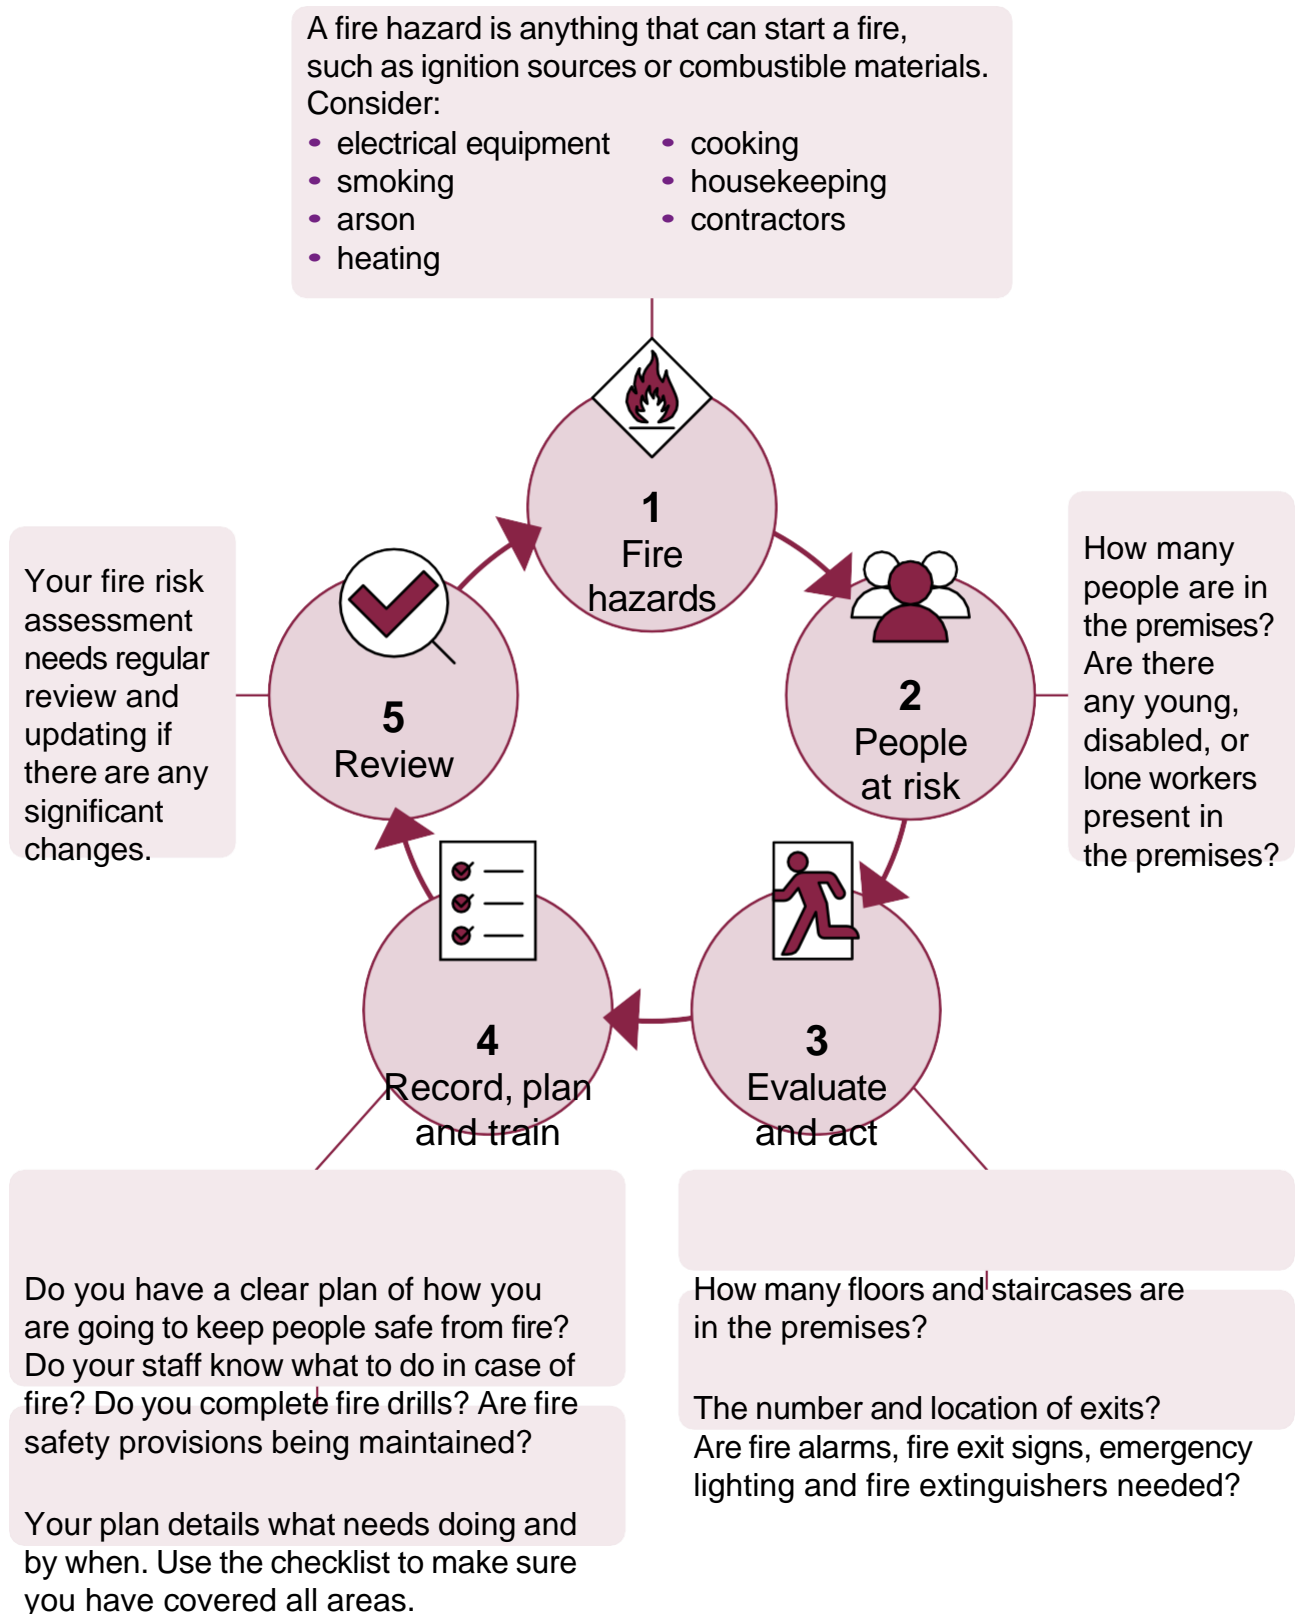 A fire hazard is anything that can start a fire,
such as ignition sources or combustible materials.
Consider:
• electrical equipment
• smoking
• arson
• heating
• cooking
• housekeeping
• contractors
1
Fire
hazards
How many
people are in
the premises?
Are there
any young,
disabled, or
lone workers
present in
the premises?
2
People
at risk
3
Evaluate
and act
How many floors and staircases are
in the premises?
The number and location of exits?
Are fire alarms, fire exit signs, emergency
lighting and fire extinguishers needed?
4
Record, plan
and train
Do you have a clear plan of how you
are going to keep people safe from fire?
Do your staff know what to do in case of
fire? Do you complete fire drills? Are fire
safety provisions being maintained?
Your plan details what needs doing and
by when. Use the checklist to make sure
you have covered all areas.
5
Review
Your fire risk
assessment
needs regular
review and
updating if
there are any
significant
changes.